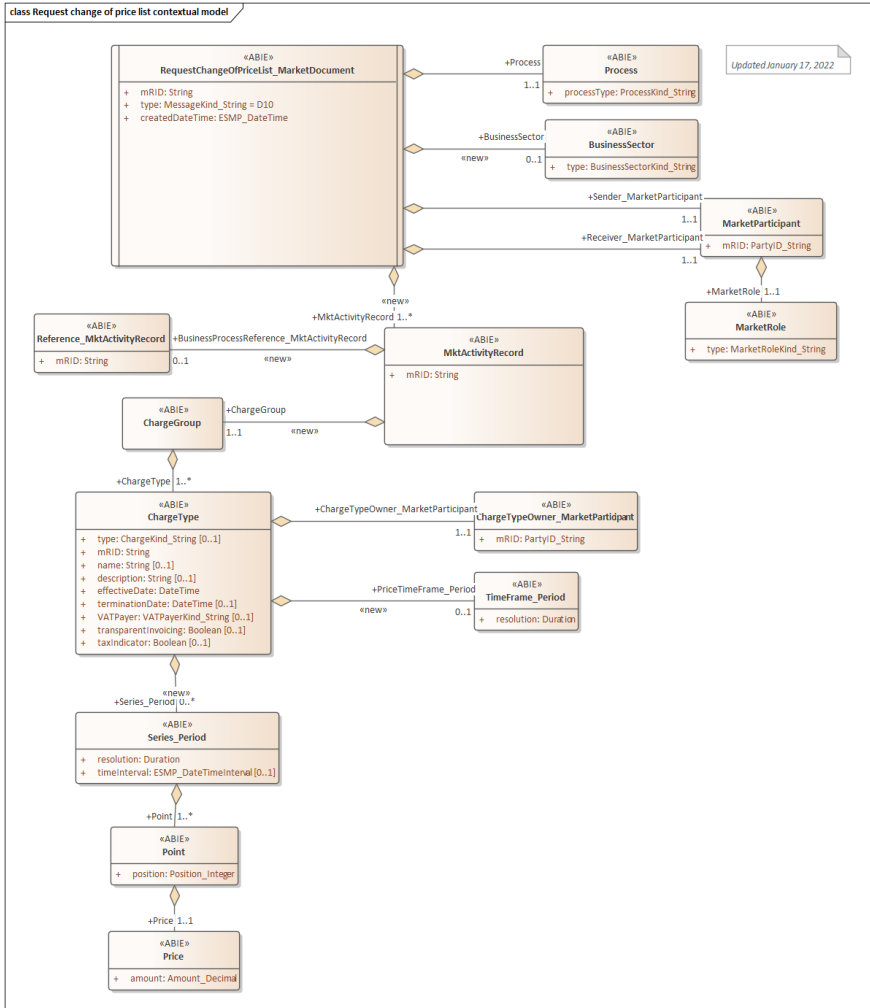 class Request change of price list contextual model
«ABIE»
RequestChangeOfPriceList_MarketDocument
+ mRID: String
+ type: MessageKind_String = D10
+ createdDateTime: ESMP_DateTime
+Process
1..1
«ABIE»
Process
+ processType: ProcessKind_String
Updated January 17, 2022
+BusinessSector
«new»
0..1
«ABIE»
BusinessSector
+ type: BusinessSectorKind_String
+Sender_MarketParticipant
1..1
+Receiver_MarketParticipant
1..1
«ABIE»
MarketParticipant
+ mRID: PartyID_String
+MarketRole 1..1
«ABIE»
MarketRole
+ type: MarketRoleKind_String
«new»
+MktActivityRecord 1..*
«ABIE»
Reference_MktActivityRecord
+ mRID: String
+BusinessProcessReference_MktActivityRecord
0..1
«new»
«ABIE»
MktActivityRecord
+ mRID: String
«ABIE»
ChargeGroup
+ChargeGroup
1..1
«new»
+ChargeType 1..*
«ABIE»
ChargeType
+ type: ChargeKind_String [0..1]
+ mRID: String
+ name: String [0..1]
+ description: String [0..1]
+ effectiveDate: DateTime
+ terminationDate: DateTime [0..1]
+ VATPayer: VATPayerKind_String [0..1]
+ transparentInvoicing: Boolean [0..1]
+ taxIndicator: Boolean [0..1]
+ChargeTypeOwner_MarketParticipant
1..1
«ABIE»
ChargeTypeOwner_MarketParticipant
+ mRID: PartyID_String
+PriceTimeFrame_Period
«new»
0..1
«ABIE»
TimeFrame_Period
+ resolution: Duration
«new»
+Series_Period 0..*
«ABIE»
Series_Period
+ resolution: Duration
+ timeInterval: ESMP_DateTimeInterval [0..1]
+Point 1..*
«ABIE»
Point
+ position: Position_Integer
+Price 1..1
«ABIE»
Price
+ amount: Amount_Decimal